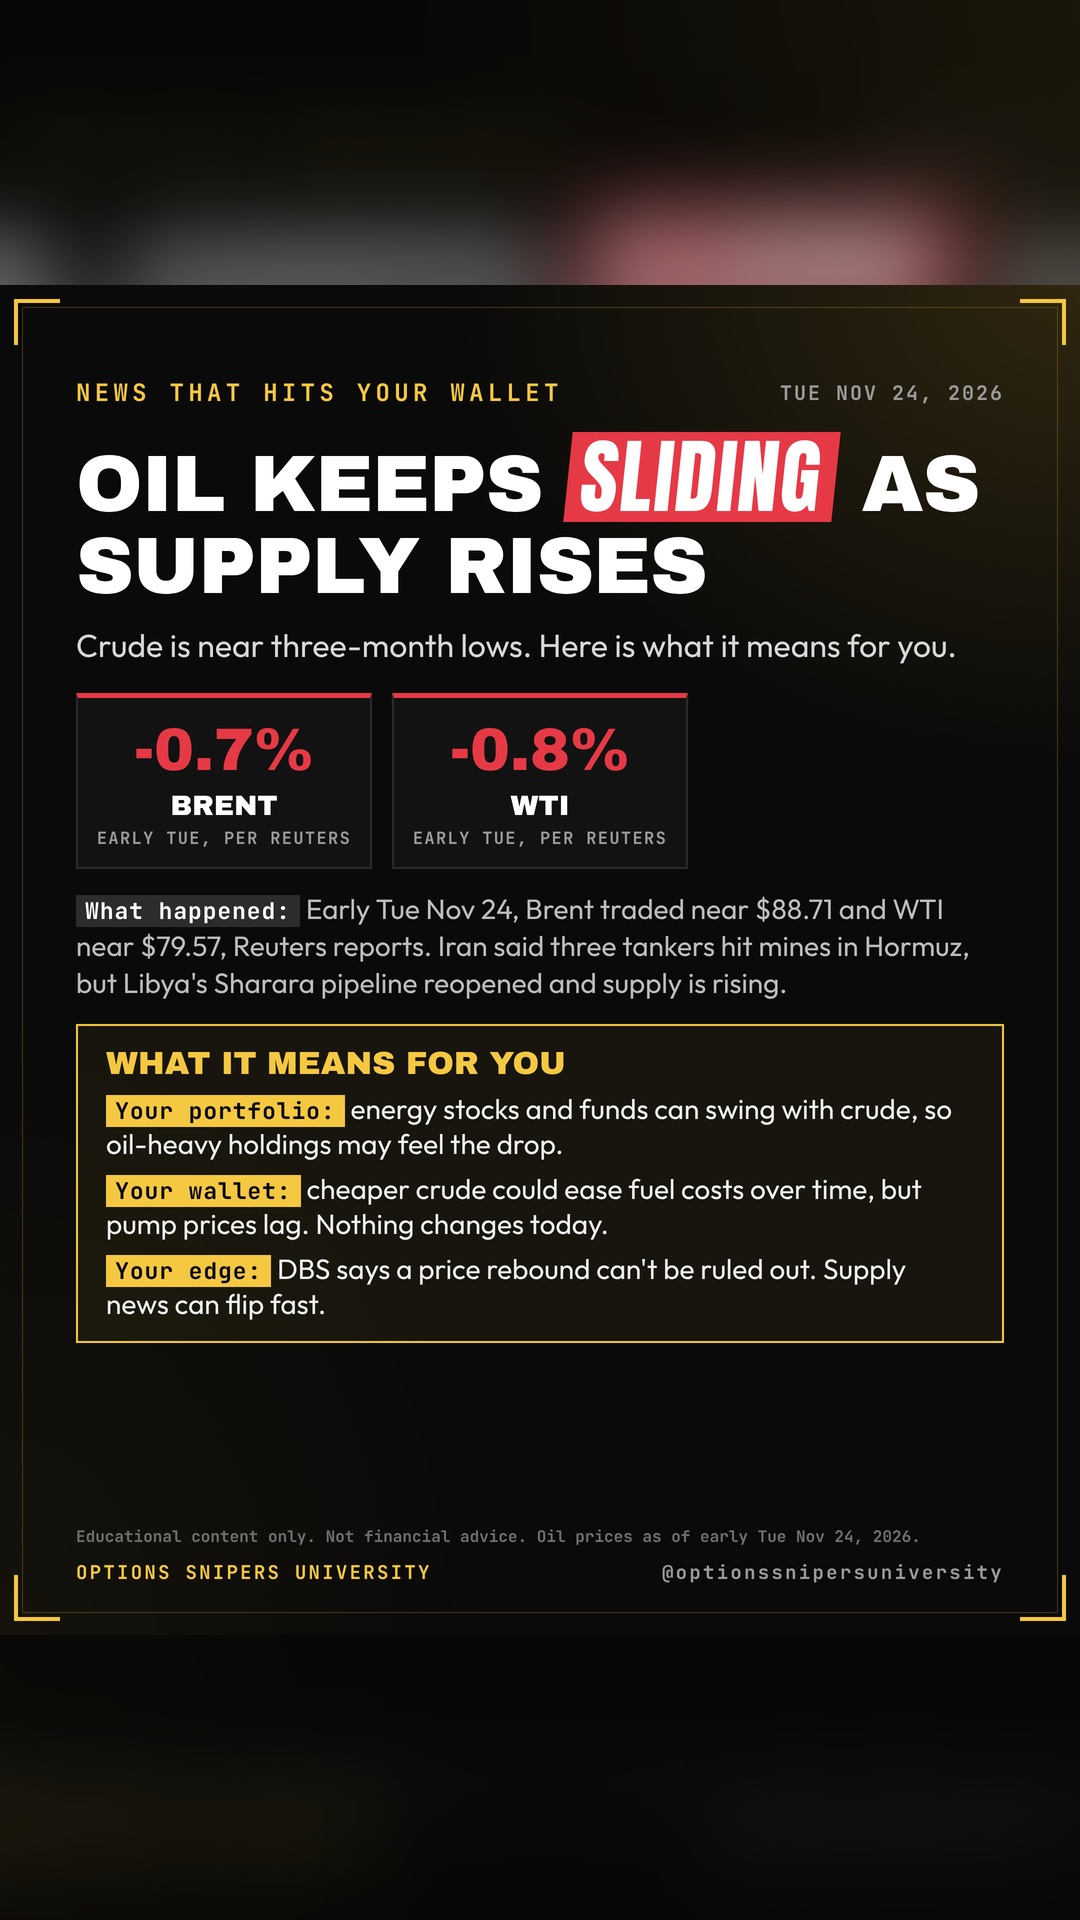 NEWS THAT HITS YOUR WALLET
TUE NOV 24, 2026
OIL KEEPS SLIDING AS
SUPPLY RISES
Crude is near three-month lows. Here is what it means for you.
-0.7%
BRENT
EARLY TUE, PER REUTERS
-0.8%
WTI
EARLY TUE, PER REUTERS
What happened: Early Tue Nov 24, Brent traded near $88.71 and WTI
near $79.57, Reuters reports. Iran said three tankers hit mines in Hormuz,
but Libya's Sharara pipeline reopened and supply is rising.
WHAT IT MEANS FOR YOU
Your portfolio: energy stocks and funds can swing with crude, so
oil-heavy holdings may feel the drop.
Your wallet: cheaper crude could ease fuel costs over time, but
pump prices lag. Nothing changes today.
Your edge: DBS says a price rebound can't be ruled out. Supply
news can flip fast.
Educational content only. Not financial advice. Oil prices as of early Tue Nov 24, 2026.
OPTIONS SNIPERS UNIVERSITY
@optionssnipersuniversity